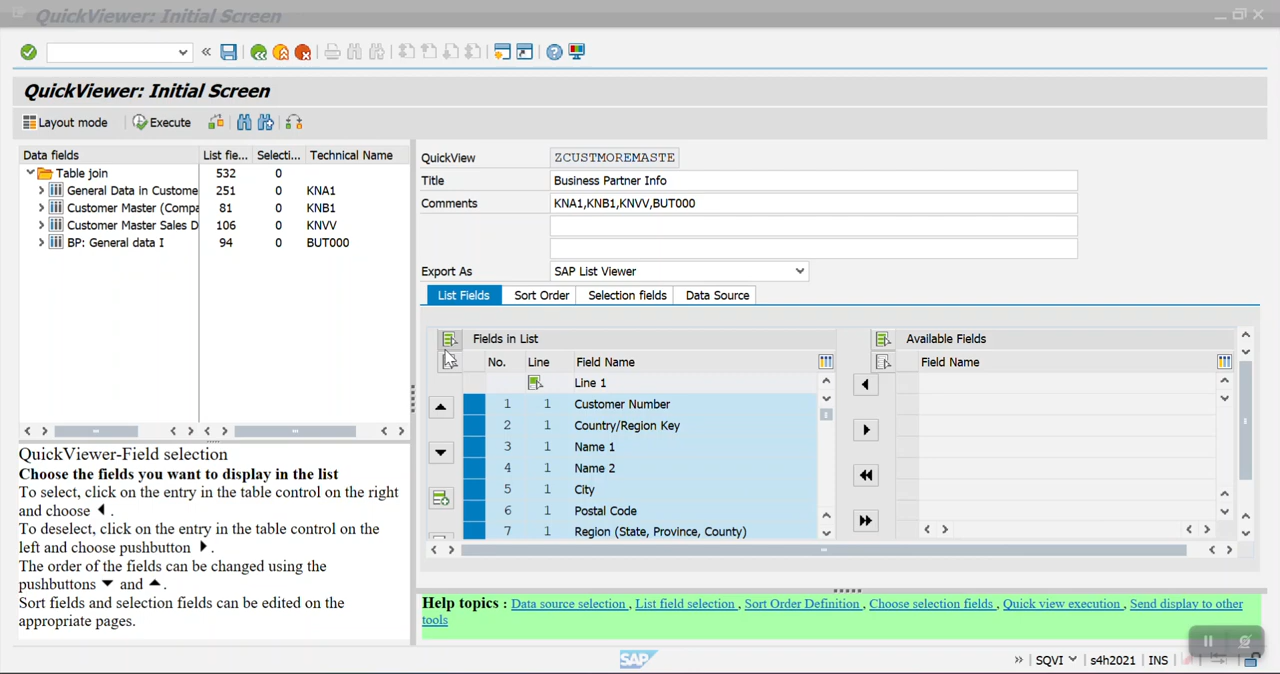 QuickViewer: Initial Screen
QuickViewer: Initial Screen
Layout mode Execute
Data fields List fie... Selecti... Technical Name
Table join 532 0
General Data in Custome 251 0 KNA1
Customer Master (Compa 81 0 KNB1
Customer Master Sales D 106 0 KNVV
BP: General data I 94 0 BUT000
QuickView ZCUSTMOREMASTE
Title Business Partner Info
Comments KNA1,KNB1,KNVV,BUT000
Export As SAP List Viewer
List Fields Sort Order Selection fields Data Source
Fields in List
No. Line Field Name
Line 1
1 1 Customer Number
2 1 Country/Region Key
3 1 Name 1
4 1 Name 2
5 1 City
6 1 Postal Code
7 1 Region (State, Province, County)
Available Fields
Field Name
QuickViewer-Field selection
Choose the fields you want to display in the list
To select, click on the entry in the table control on the right
and choose .
To deselect, click on the entry in the table control on the
left and choose pushbutton .
The order of the fields can be changed using the
pushbuttons and .
Sort fields and selection fields can be edited on the
appropriate pages.
Help topics : Data source selection , List field selection , Sort Order Definition , Choose selection fields , Quick view execution , Send display to other
tools
SAP
SQVI s4h2021 INS